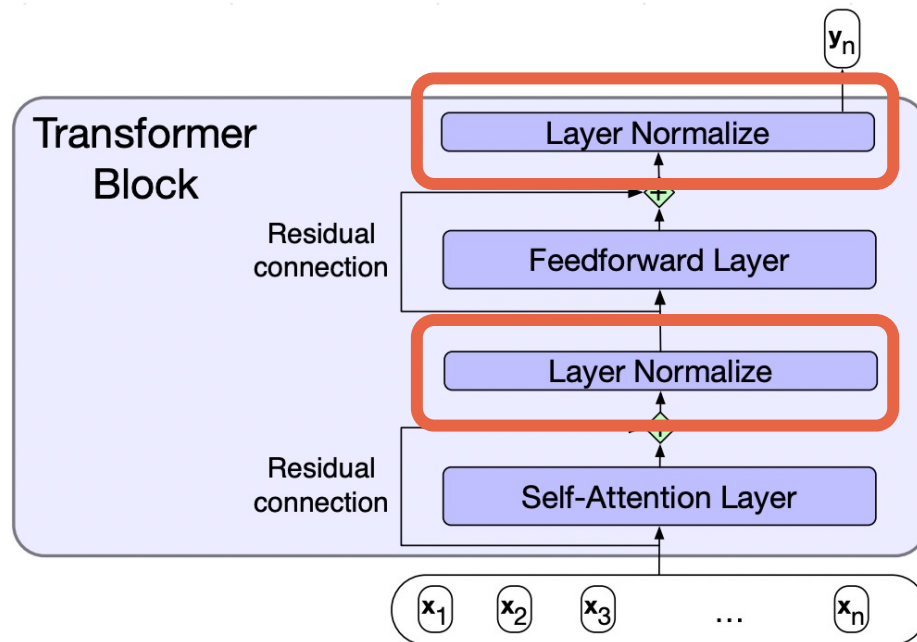 yn
Layer Normalize
Transformer
Block
+
Residual
connection
Feedforward Layer
Layer Normalize
+
Residual
connection
Self-Attention Layer
x1 x2 x3 ... xn